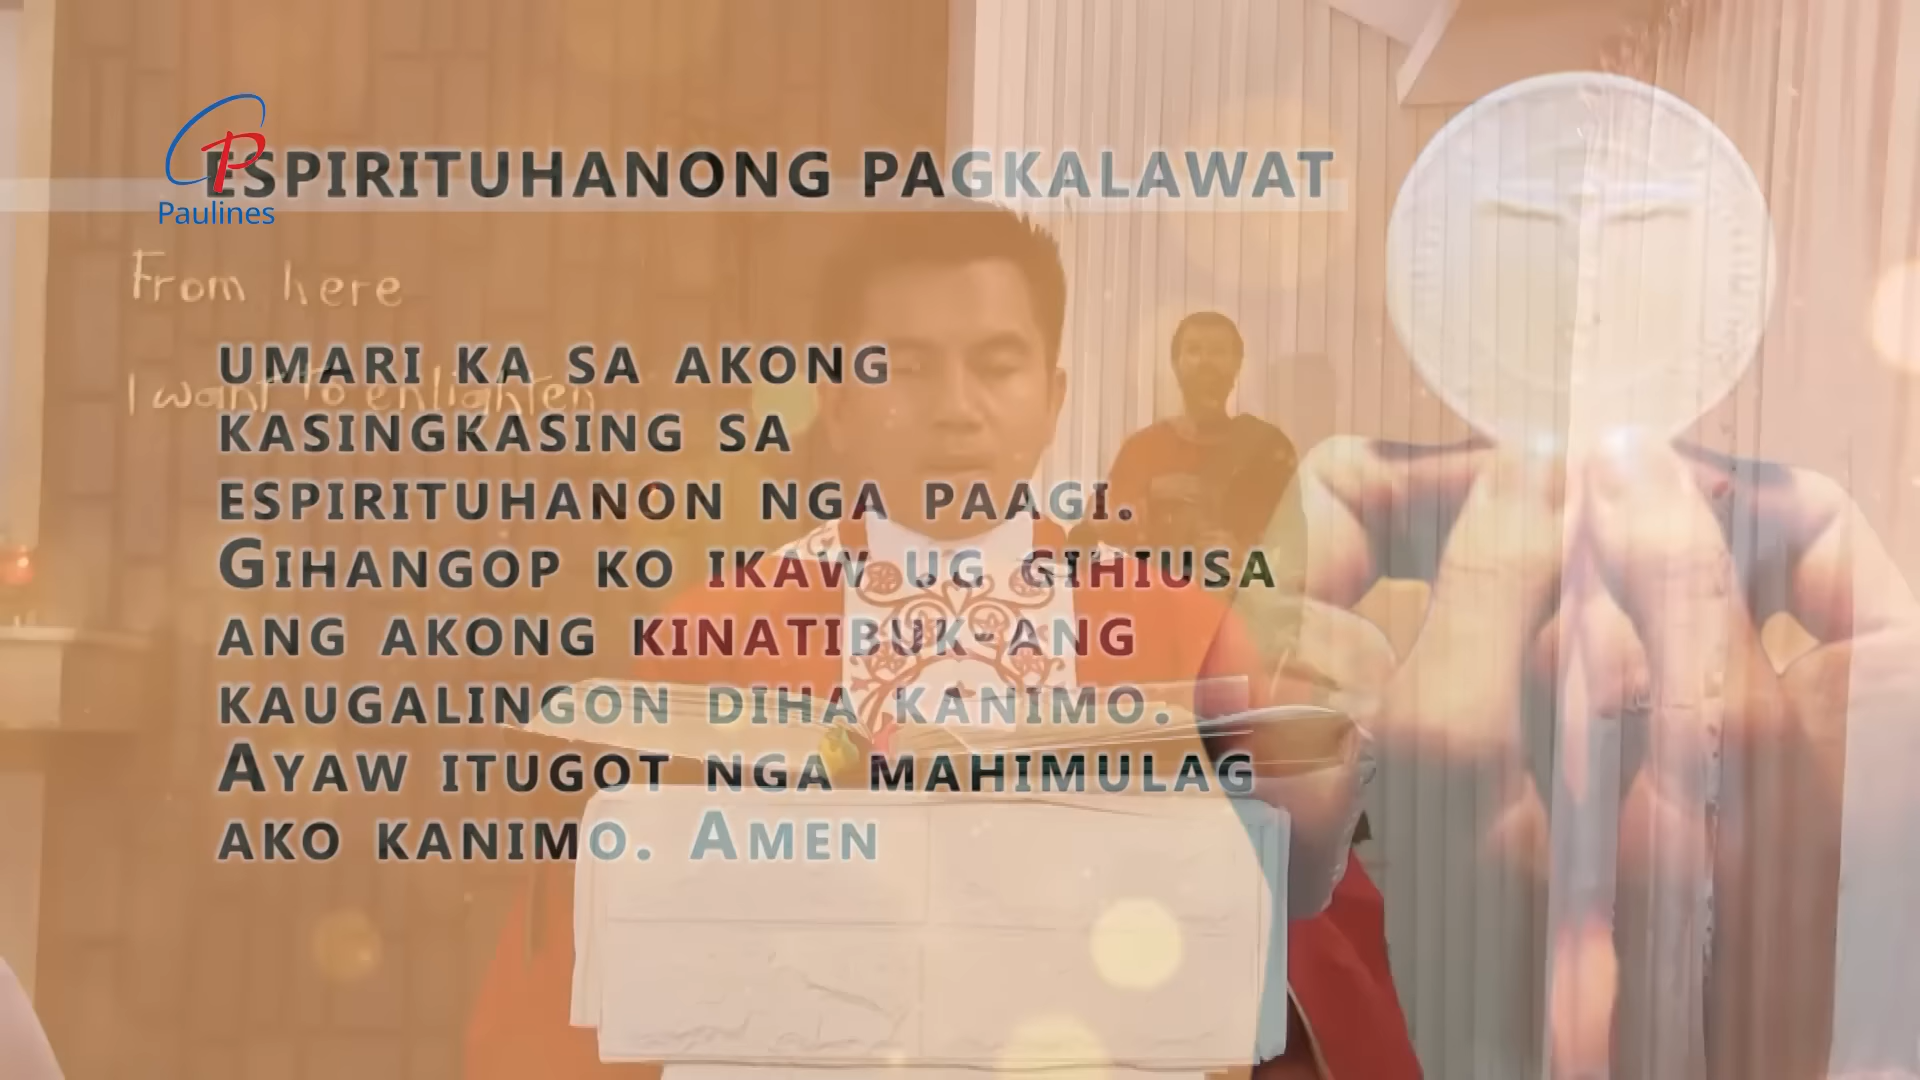 ESPIRITUHANONG PAGKALAWAT
Paulines
From here
I want to enlighten
UMARI KA SA AKONG
KASINGKASING SA
ESPIRITUHANON NGA PAAGI.
GIHANGOP KO IKAW UG GIHIUSA
ANG AKONG KINATIBUK-ANG
KAUGALINGON DIHA KANIMO.
AYAW ITUGOT NGA MAHIMULAG
AKO KANIMO. AMEN